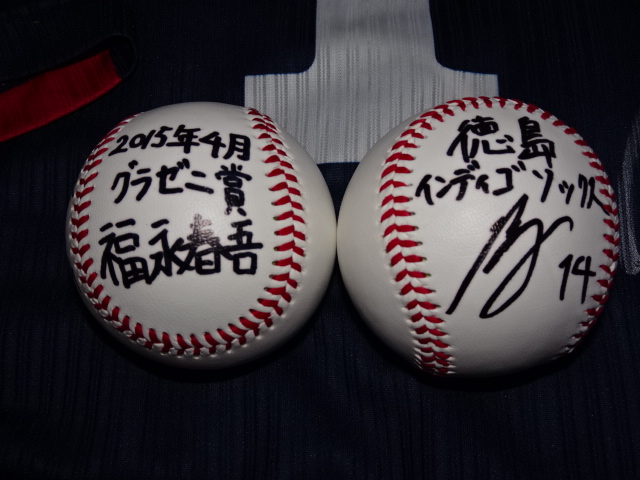 2015年4月
グラゼニ賞
福永春吾
徳島
インディゴソックス
14